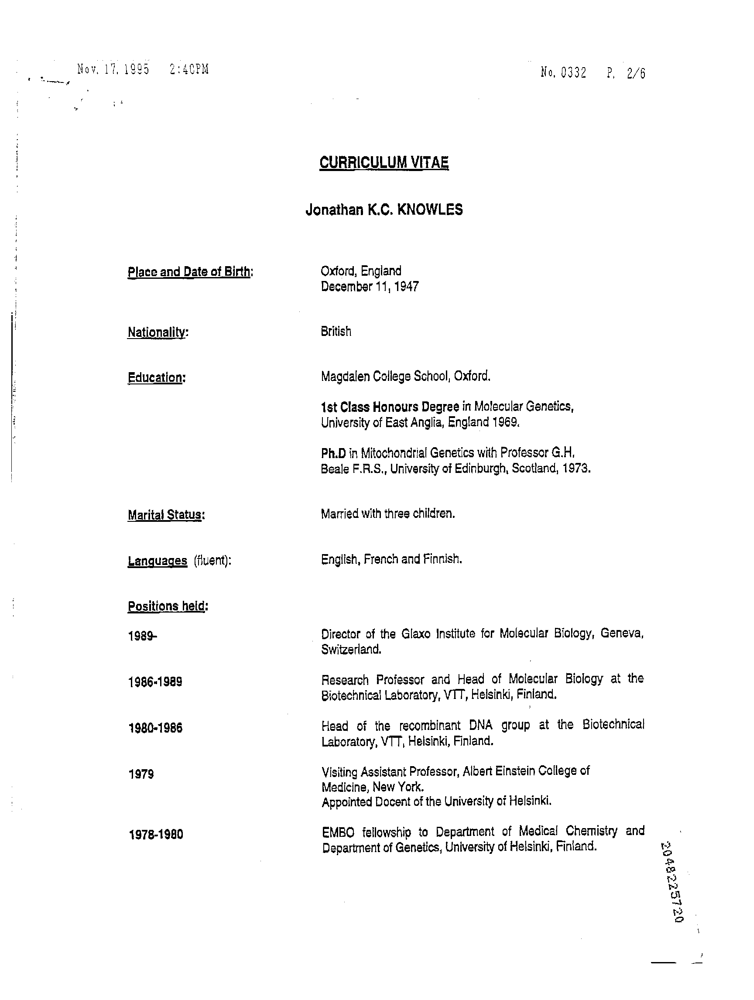 Nov. 17. 1995 2:40PM No. 0332 P. 2/6
CURRICULUM VITAE
Jonathan K.C. KNOWLES
Place and Date of Birth: Oxford, England
December 11, 1947
Nationality: British
Education: Magdalen College School, Oxford.
1st Class Honours Degree in Molecular Genetics,
University of East Anglia, England 1969.
Ph.D in Mitochondrial Genetics with Professor G.H.
Beale F.R.S., University of Edinburgh, Scotland, 1973.
Marital Status: Married with three children.
Languages (fluent): English, French and Finnish.
Positions held:
1989- Director of the Glaxo Institute for Molecular Biology, Geneva,
Switzerland.
1986-1989 Research Professor and Head of Molecular Biology at the
Biotechnical Laboratory, VTT, Helsinki, Finland.
1980-1986 Head of the recombinant DNA group at the Biotechnical
Laboratory, VTT, Helsinki, Finland.
1979 Visiting Assistant Professor, Albert Einstein College of
Medicine, New York.
Appointed Docent of the University of Helsinki.
1978-1980 EMBO fellowship to Department of Medical Chemistry and
Department of Genetics, University of Helsinki, Finland.
2048225720